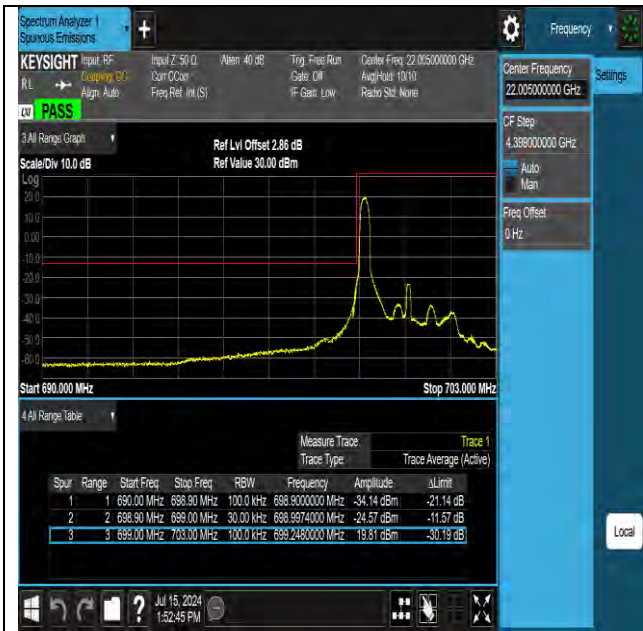 Spectrum Analyzer 1
Spurious Emissions
Frequency
KEYSIGHT
RL
Input: RF
Coupling: DC
Align: Auto
Input Z: 50 Ω
Corr CCorr
Freq Ref: Int (S)
Atten: 40 dB
Trig: Free Run
Gate: Off
IF Gain: Low
Center Freq: 22.005000000 GHz
Avg|Hold: 10/10
Radio Std: None
PASS
Center Frequency
22.005000000 GHz
Settings
CF Step
4.399000000 GHz
Auto
Man
Freq Offset
0 Hz
3 All Range Graph
Ref Lvl Offset 2.86 dB
Scale/Div 10.0 dB
Ref Value 30.00 dBm
Log
20.0
10.0
0.00
-10.0
-20.0
-30.0
-40.0
-50.0
-60.0
Start 690.000 MHz
Stop 703.000 MHz
4 All Range Table
Measure Trace Trace 1
Trace Type Trace Average (Active)
Spur Range Start Freq Stop Freq RBW Frequency Amplitude ΔLimit
1 1 690.00 MHz 698.90 MHz 100.0 kHz 698.9000000 MHz -34.14 dBm -21.14 dB
2 2 698.90 MHz 699.00 MHz 30.00 kHz 698.9974000 MHz -24.57 dBm -11.57 dB
3 3 699.00 MHz 703.00 MHz 100.0 kHz 699.2480000 MHz 19.81 dBm -30.19 dB
Local
Jul 15, 2024
1:52:45 PM